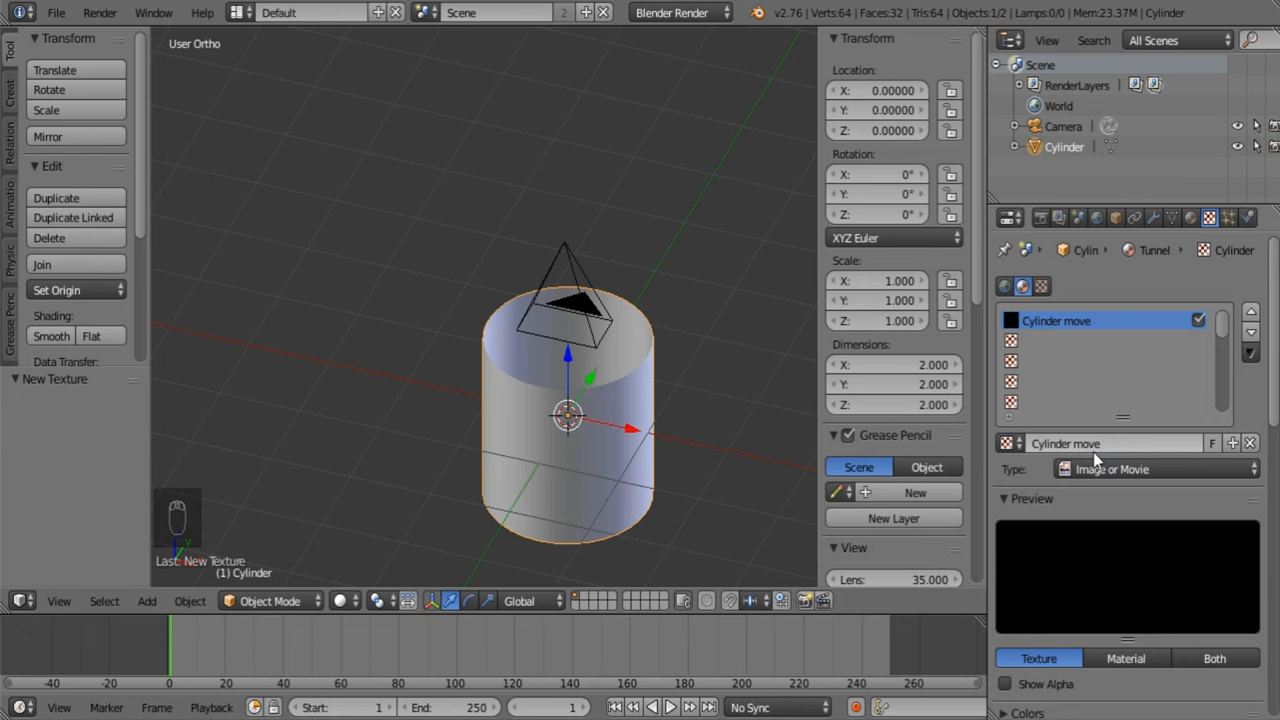 File Render Window Help Default Scene 2 Blender Render v2.76 | Verts:64 | Faces:32 | Tris:64 | Objects:1/2 | Lamps:0/0 | Mem:23.37M | Cylinder
Tool
Creat
Relation
Animatio
Physic
Grease Penc
Transform
Translate
Rotate
Scale
Mirror
Edit
Duplicate
Duplicate Linked
Delete
Join
Set Origin
Shading:
Smooth Flat
Data Transfer:
New Texture
User Ortho
Last: New Texture
(1) Cylinder
Transform
Location:
X: 0.00000
Y: 0.00000
Z: 0.00000
Rotation:
X: 0°
Y: 0°
Z: 0°
XYZ Euler
Scale:
X: 1.000
Y: 1.000
Z: 1.000
Dimensions:
X: 2.000
Y: 2.000
Z: 2.000
Grease Pencil
Scene Object
New
New Layer
View
Lens: 35.000
View Search All Scenes
Scene
RenderLayers
World
Camera
Cylinder
Cylin Tunnel Cylinder
Cylinder move
Cylinder move F
Type: Image or Movie
Preview
Texture Material Both
Show Alpha
Colors
View Select Add Object Object Mode Global
-40 -20 0 20 40 60 80 100 120 140 160 180 200 220 240 260
View Marker Frame Playback Start: 1 End: 250 1 No Sync